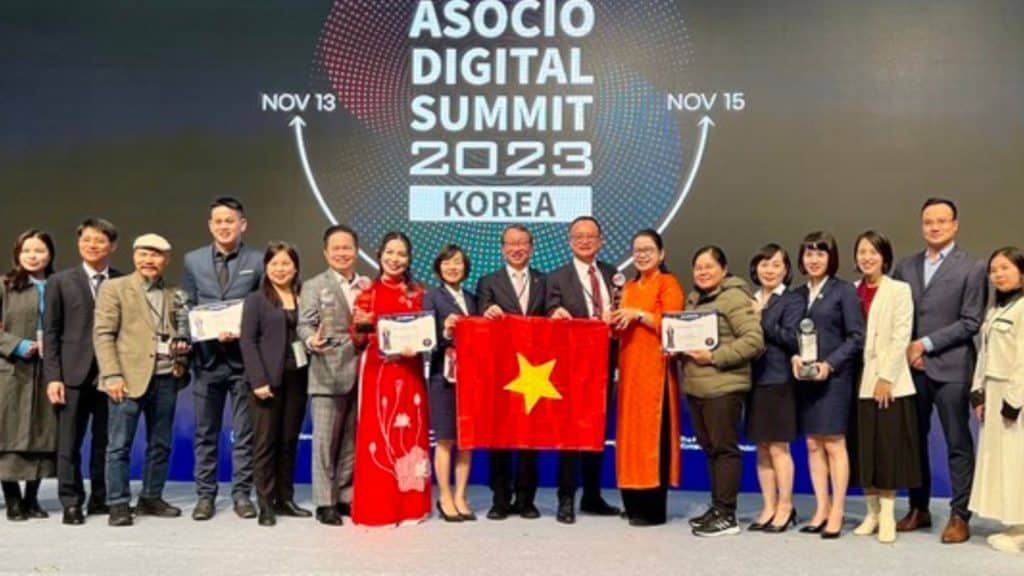 ASOCIO
DIGITAL
SUMMIT
2023
KOREA
NOV 13
NOV 15